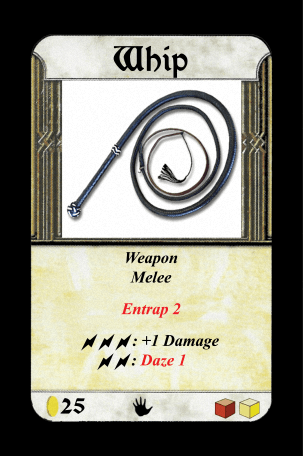 Whip
Weapon
Melee
Entrap 2
: +1 Damage
: Daze 1
25